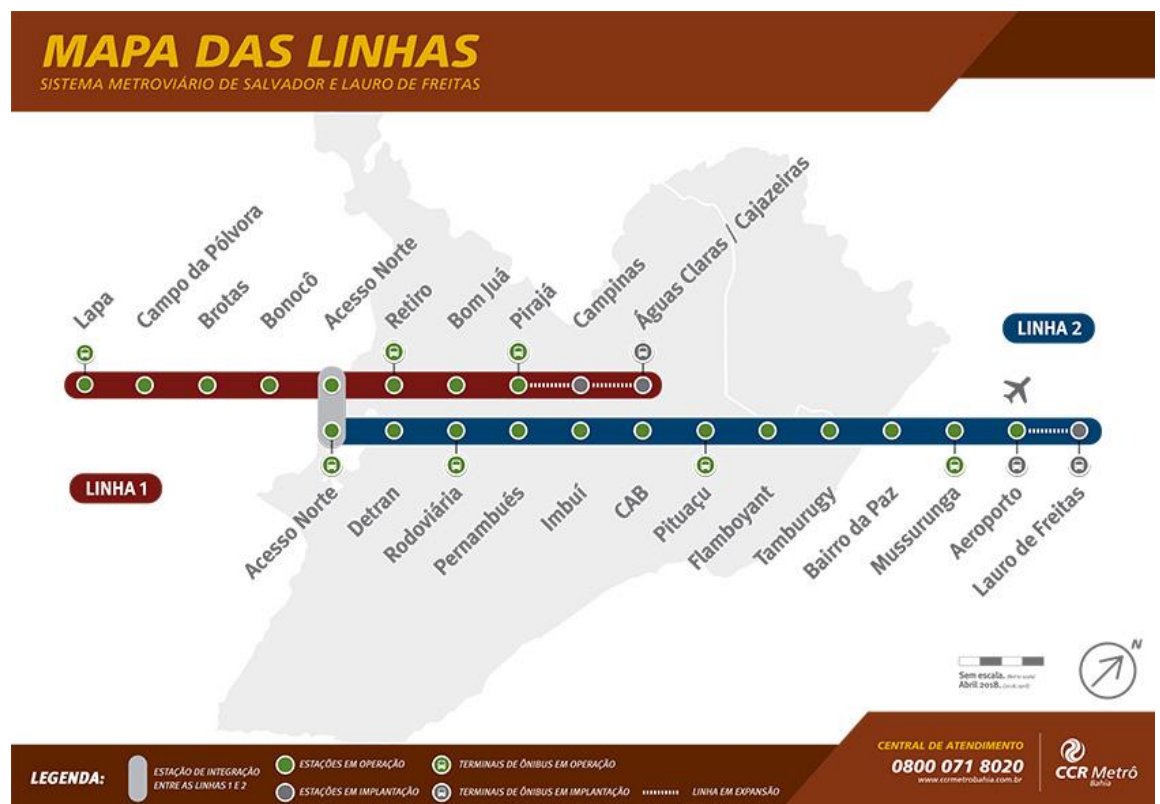 MAPA DAS LINHAS
SISTEMA METROVIÁRIO DE SALVADOR E LAURO DE FREITAS
Lapa
Campo da Pólvora
Brotas
Bonocô
Acesso Norte
Retiro
Bom Juá
Pirajá
Campinas
Águas Claras / Cajazeiras
LINHA 2
LINHA 1
Acesso Norte
Detran
Rodoviária
Pernambués
Imbuí
CAB
Pituaçu
Flamboyant
Tamburugy
Bairro da Paz
Mussurunga
Aeroporto
Lauro de Freitas
N
Sem escala.
Abril 2018.
LEGENDA:
ESTAÇÃO DE INTEGRAÇÃO
ENTRE AS LINHAS 1 E 2
ESTAÇÕES EM OPERAÇÃO
ESTAÇÕES EM IMPLANTAÇÃO
TERMINAIS DE ÔNIBUS EM OPERAÇÃO
TERMINAIS DE ÔNIBUS EM IMPLANTAÇÃO
LINHA EM EXPANSÃO
CENTRAL DE ATENDIMENTO
0800 071 8020
www.ccrmetrobahia.com.br
CCR Metrô
Bahia